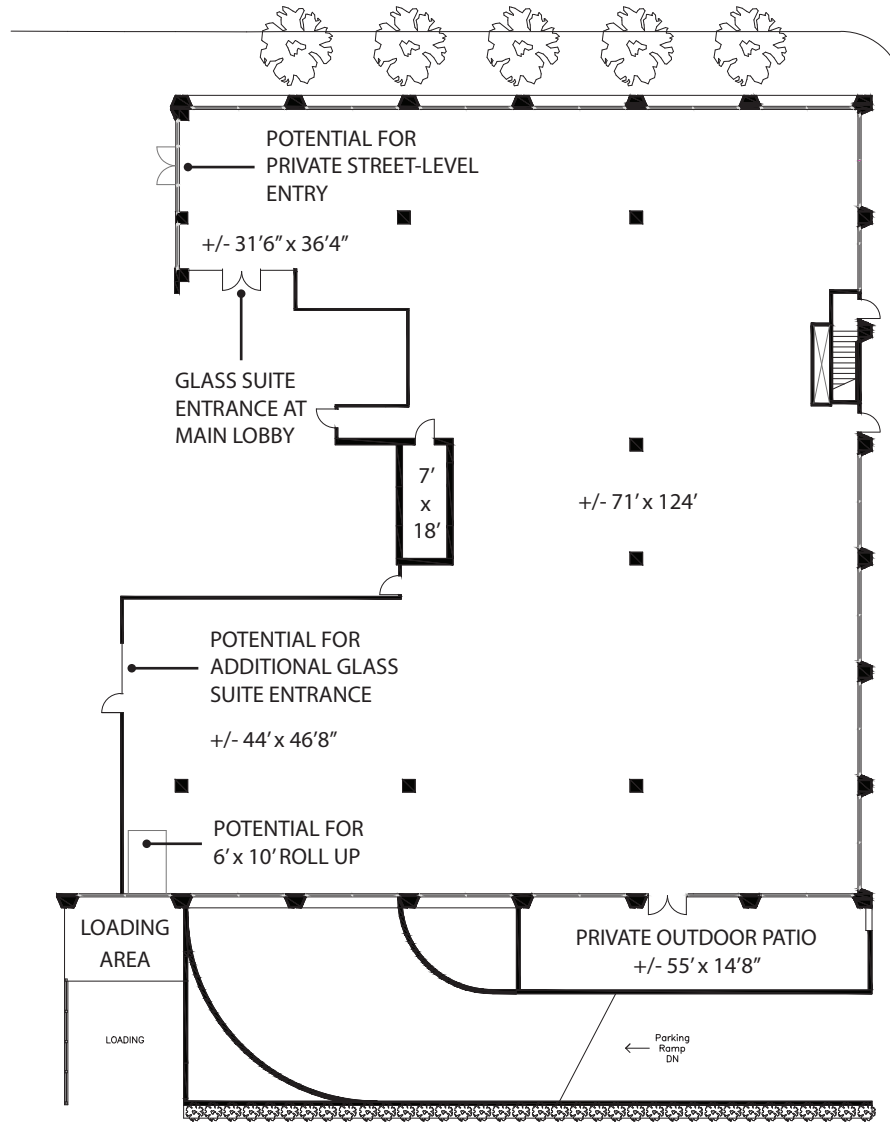 POTENTIAL FOR
PRIVATE STREET-LEVEL
ENTRY
+/- 31’6” x 36’4”
GLASS SUITE
ENTRANCE AT
MAIN LOBBY
7’
x
18’
+/- 71’ x 124’
POTENTIAL FOR
ADDITIONAL GLASS
SUITE ENTRANCE
+/- 44’ x 46’8”
POTENTIAL FOR
6’ x 10’ ROLL UP
LOADING
AREA
PRIVATE OUTDOOR PATIO
+/- 55’ x 14’8”
LOADING
Parking
Ramp
DN